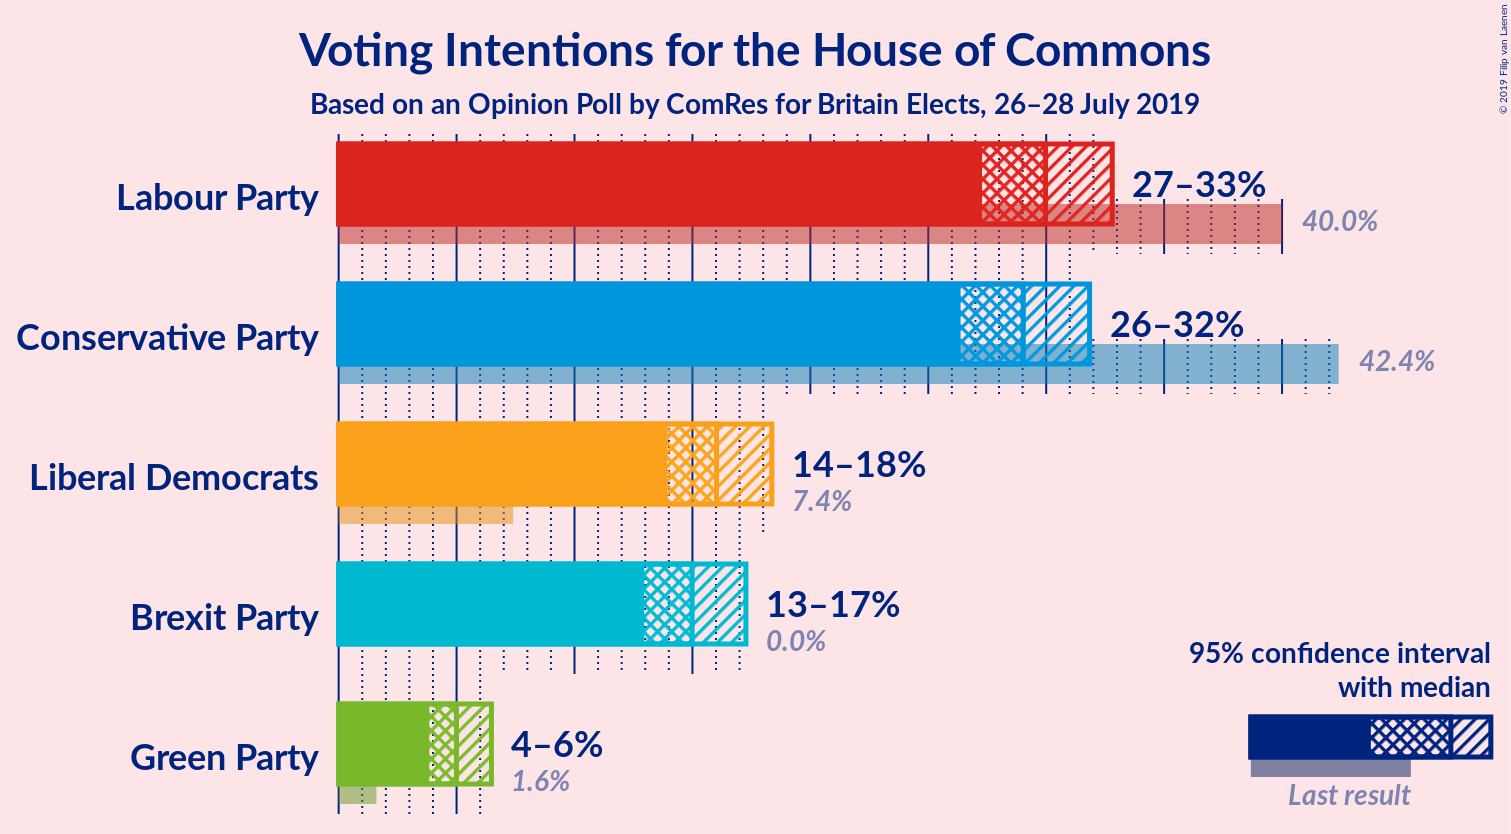 Voting Intentions for the House of Commons
Based on an Opinion Poll by ComRes for Britain Elects, 26–28 July 2019
© 2019 Filip van Laenen
Labour Party
27–33%
40.0%
Conservative Party
26–32%
42.4%
Liberal Democrats
14–18%
7.4%
Brexit Party
13–17%
0.0%
Green Party
4–6%
1.6%
95% confidence interval
with median
Last result